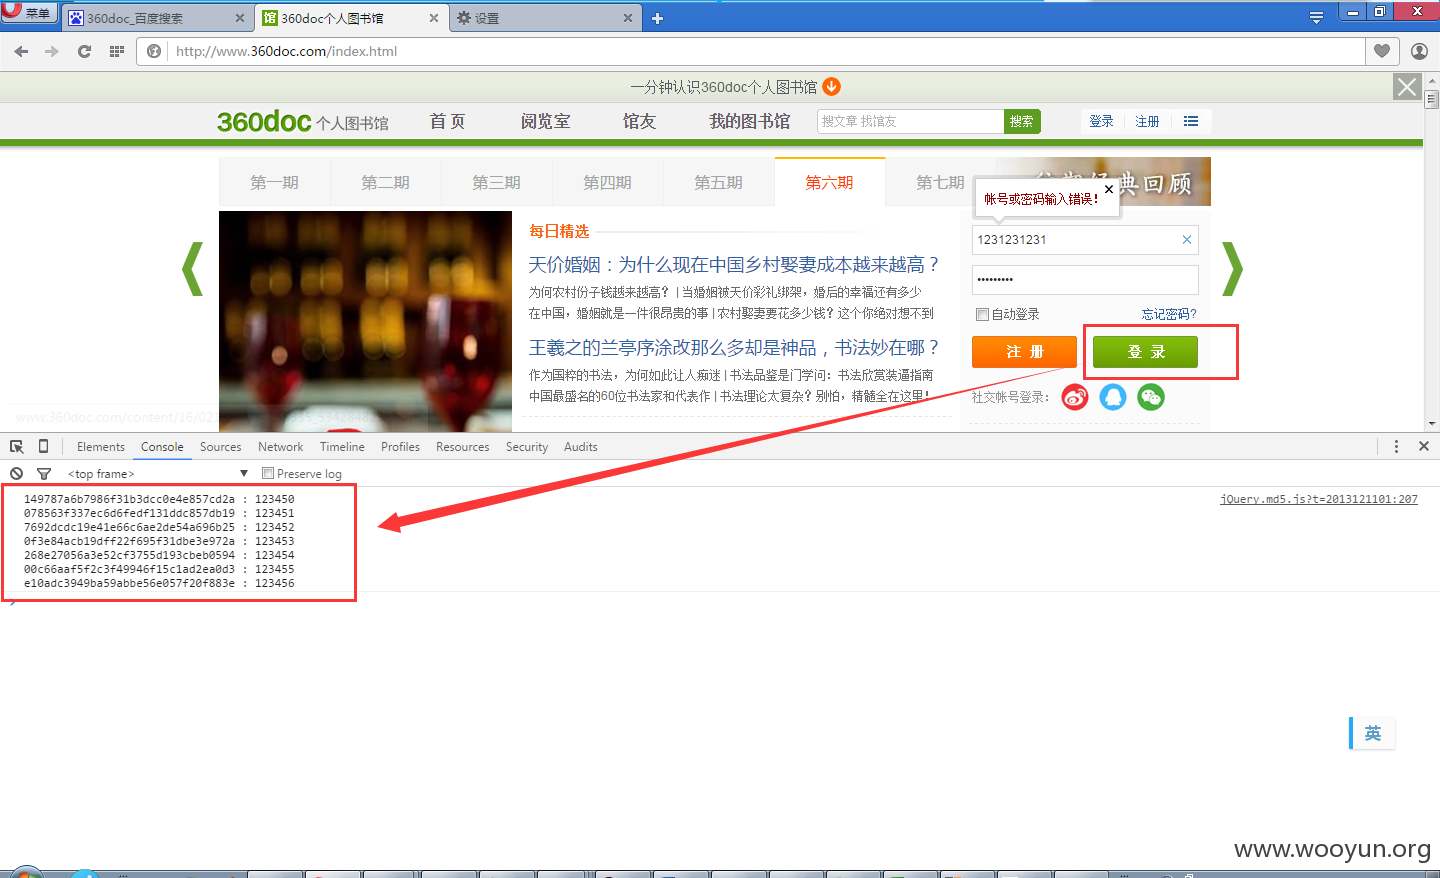 菜单
360doc_百度搜索
360doc个人图书馆
设置
http://www.360doc.com/index.html
一分钟认识360doc个人图书馆
360doc 个人图书馆
首 页
阅览室
馆友
我的图书馆
搜文章 找馆友
搜索
登录
注册
第一期
第二期
第三期
第四期
第五期
第六期
第七期
典回顾
帐号或密码输入错误!
每日精选
1231231231
天价婚姻：为什么现在中国乡村娶妻成本越来越高？
为何农村份子钱越来越高？ | 当婚姻被天价彩礼绑架，婚后的幸福还有多少
在中国，婚姻就是一件很昂贵的事 | 农村娶妻要花多少钱？这个你绝对想不到
•••••••••
自动登录
忘记密码?
王羲之的兰亭序涂改那么多却是神品，书法妙在哪？
注 册
登 录
作为国粹的书法，为何如此让人痴迷 | 书法品鉴是门学问：书法欣赏装逼指南
中国最盛名的60位书法家和代表作 | 书法理论太复杂？别怕，精髓全在这里！
社交帐号登录：
Elements
Console
Sources
Network
Timeline
Profiles
Resources
Security
Audits
<top frame>
Preserve log
149787a6b7986f31b3dcc0e4e857cd2a : 123450
jQuery.md5.js?t=2013121101:207
078563f337ec6d6fedf131ddc857db19 : 123451
7692dcdc19e41e66c6ae2de54a696b25 : 123452
0f3e84acb19dff22f695f31dbe3e972a : 123453
268e27056a3e52cf3755d193cbeb0594 : 123454
00c66aaf5f2c3f49946f15c1ad2ea0d3 : 123455
e10adc3949ba59abbe56e057f20f883e : 123456
英
www.wooyun.org